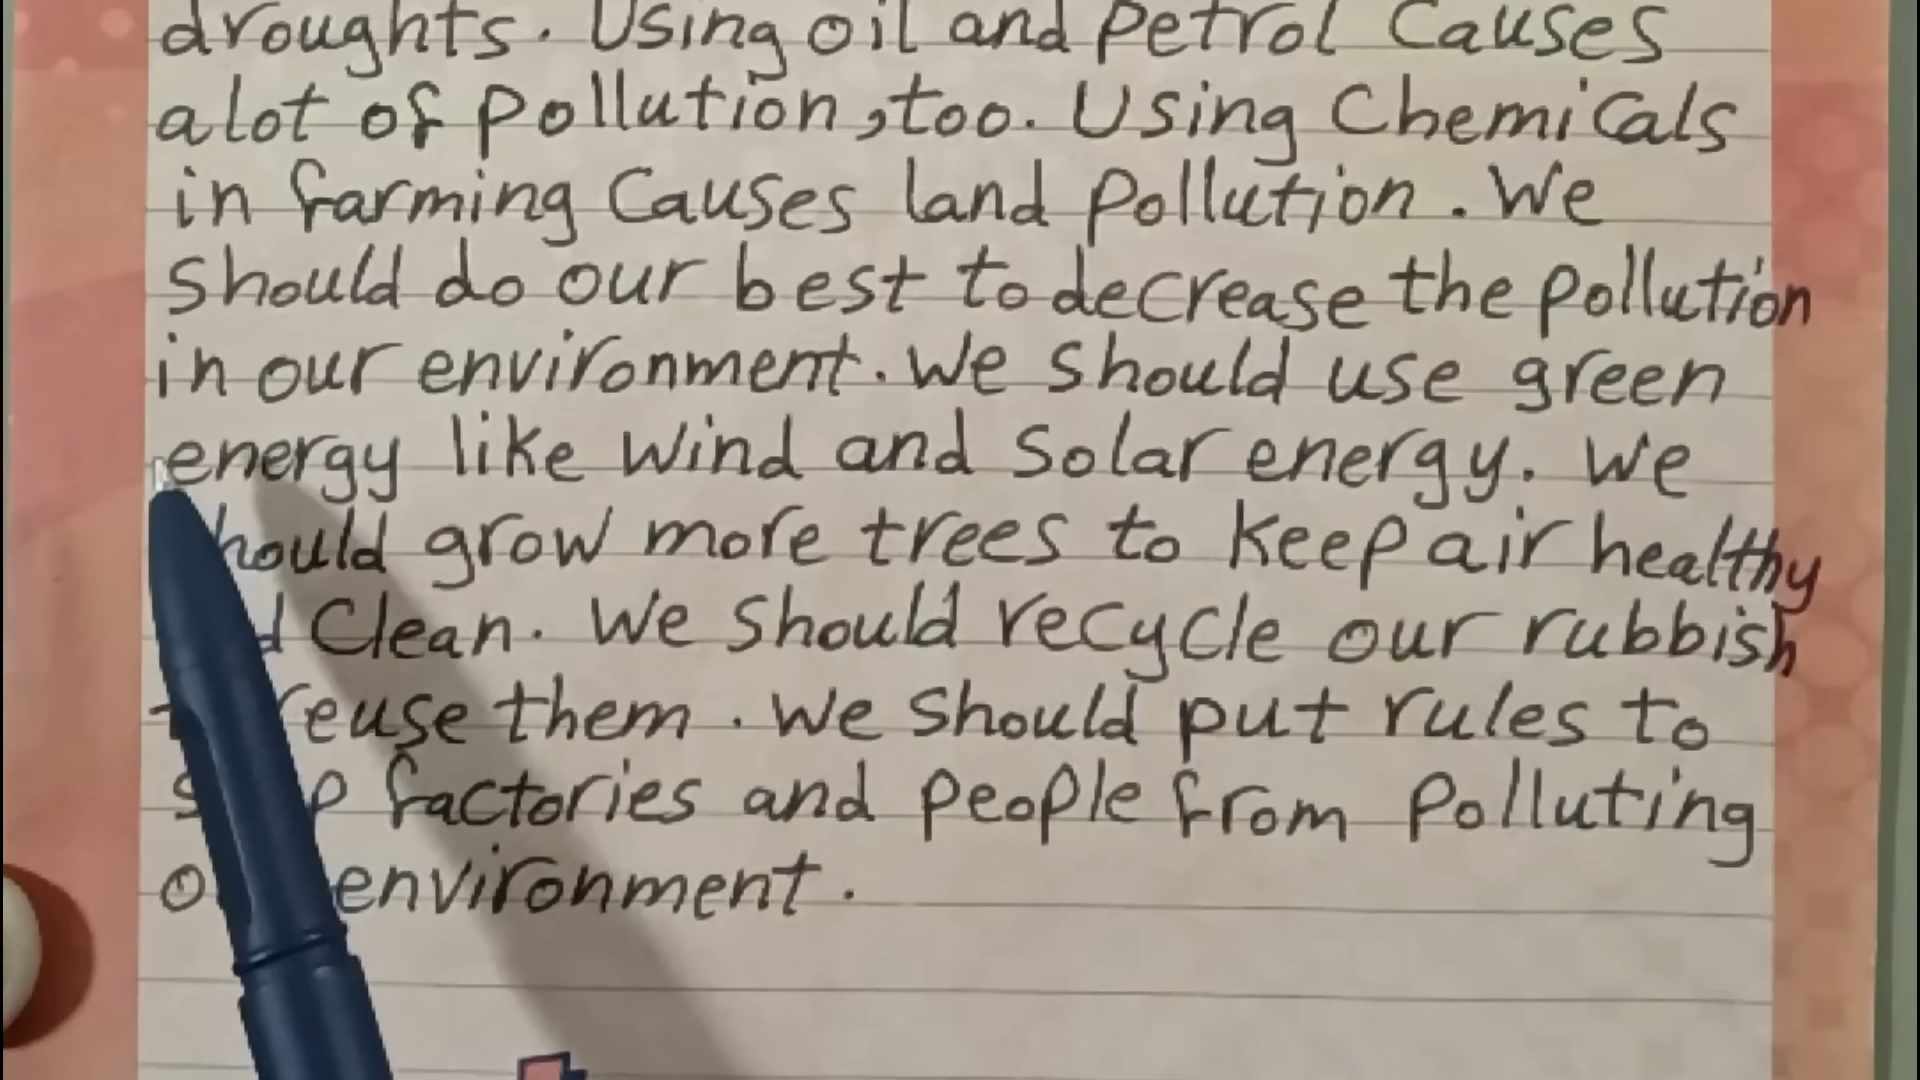 droughts. Using oil and petrol causes
alot of pollution, too. Using Chemicals
in farming causes land pollution. We
should do our best to decrease the pollution
in our environment. We should use green
energy like wind and solar energy. We
should grow more trees to keep air healthy
Clean. We should recycle our rubbish
reuse them. We should put rules to
factories and people from polluting
environment.